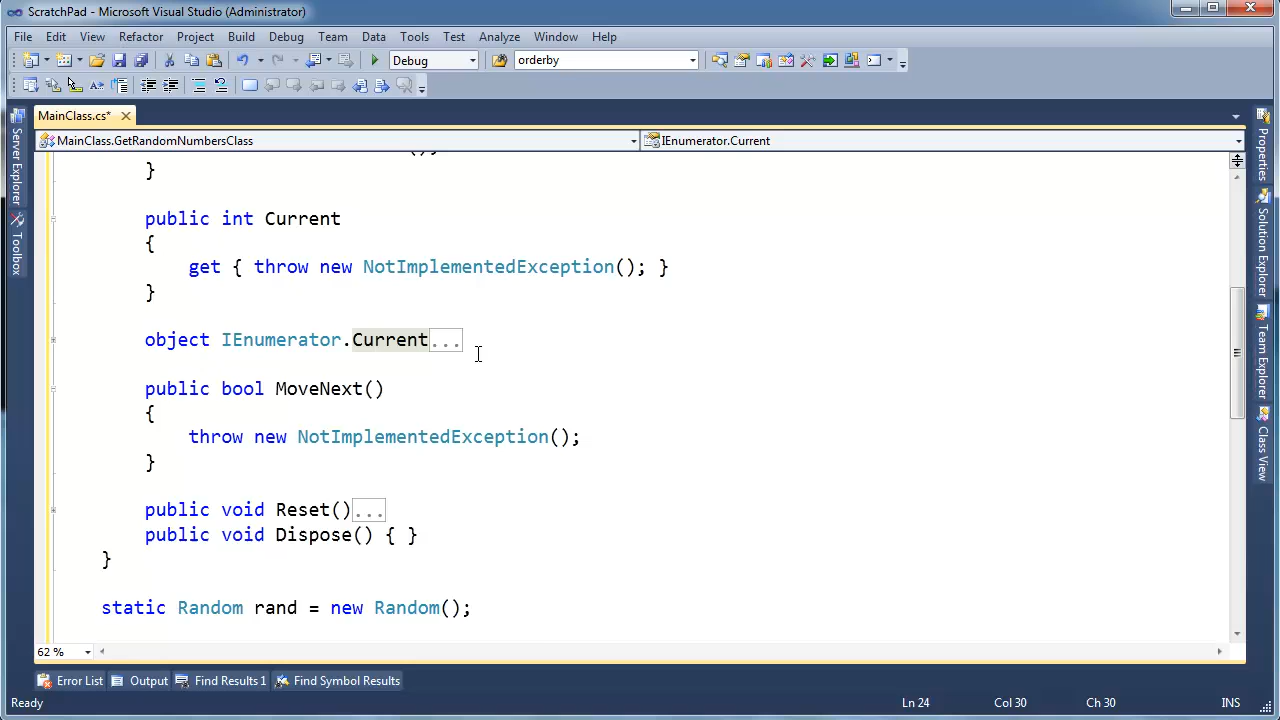 ScratchPad - Microsoft Visual Studio (Administrator)
File Edit View Refactor Project Build Debug Team Data Tools Test Analyze Window Help
Debug orderby
MainClass.cs*
MainClass.GetRandomNumbersClass IEnumerator.Current
}
public int Current
{
get { throw new NotImplementedException(); }
}
object IEnumerator.Current...
public bool MoveNext()
{
throw new NotImplementedException();
}
public void Reset()...
public void Dispose() { }
}
static Random rand = new Random();
62 %
Server Explorer
Toolbox
Properties
Solution Explorer
Team Explorer
Class View
Error List Output Find Results 1 Find Symbol Results
Ready Ln 24 Col 30 Ch 30 INS